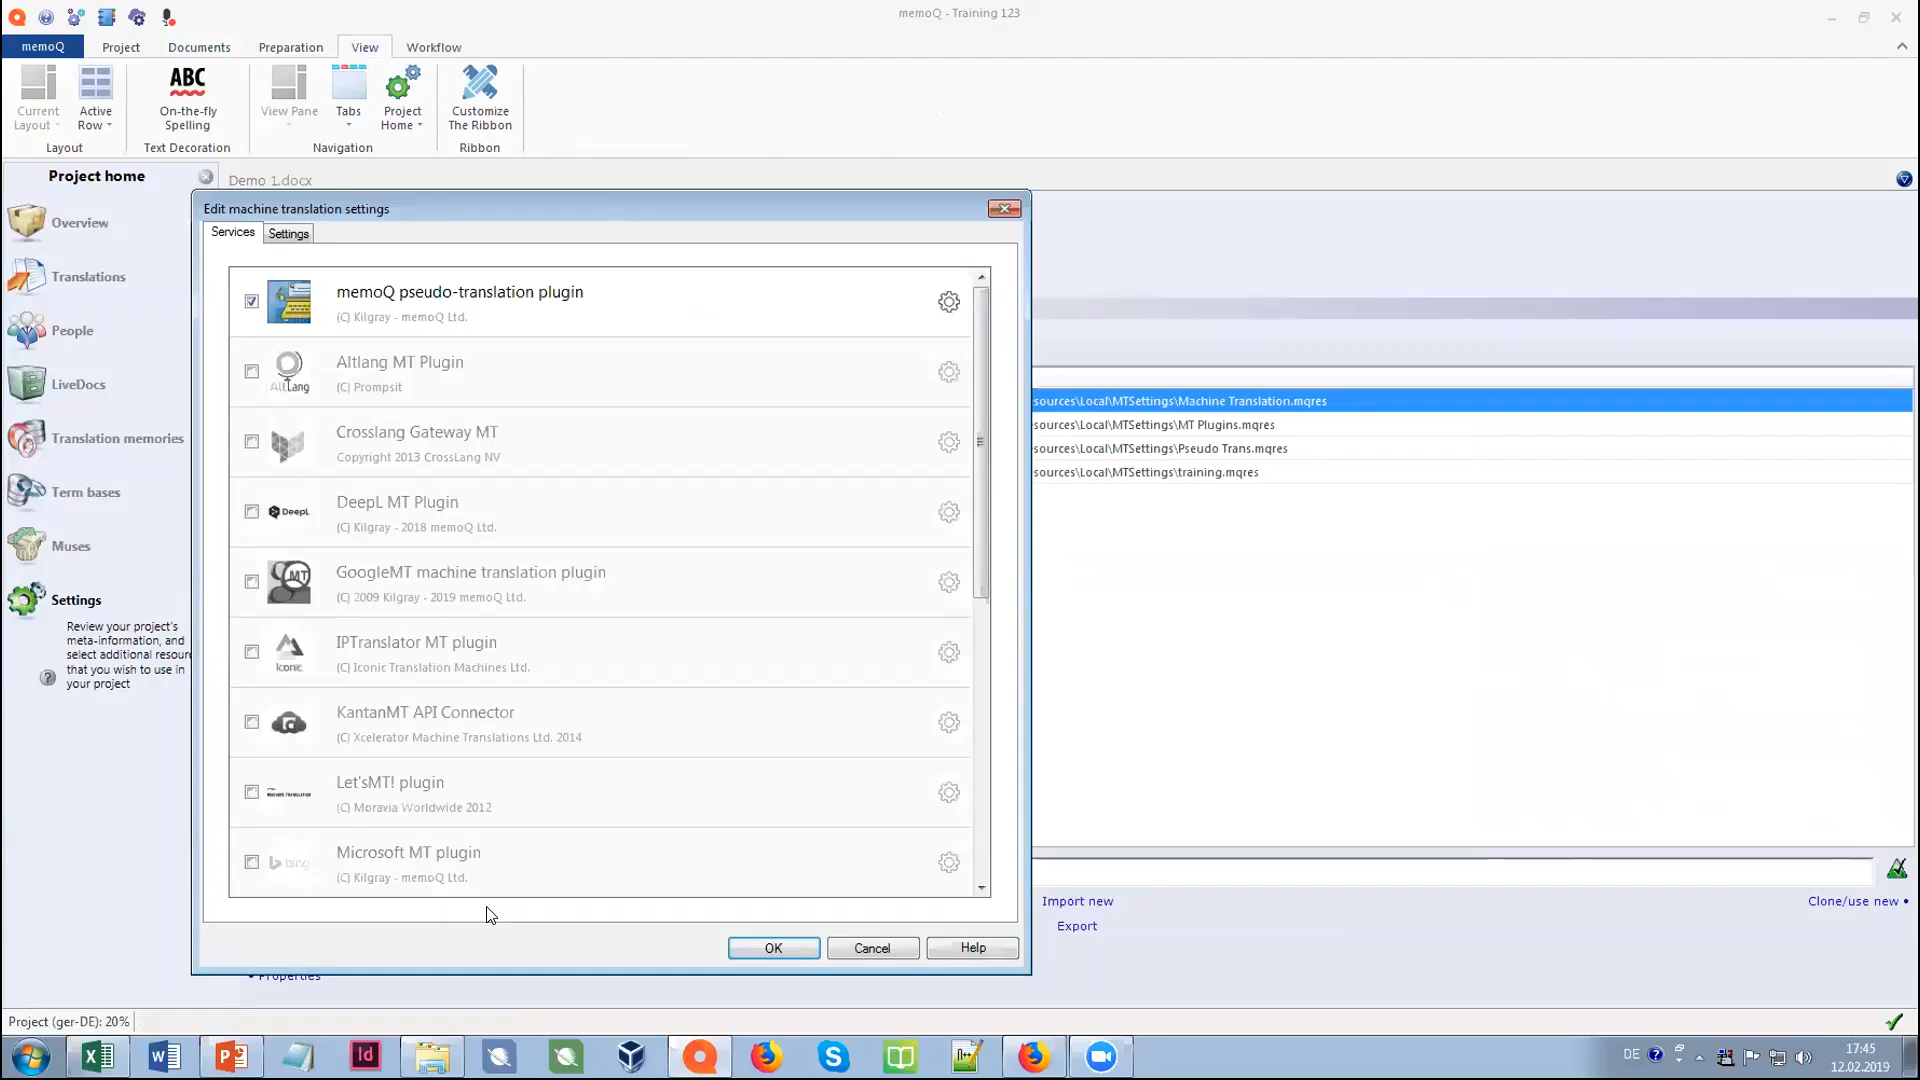 memoQ - Training 123
memoQ
Project
Documents
Preparation
View
Workflow
Current
Layout
Active
Row
ABC
On-the-fly
Spelling
View Pane
Tabs
Project
Home
Customize
The Ribbon
Layout
Text Decoration
Navigation
Ribbon
Project home
Demo 1.docx
Overview
Translations
People
LiveDocs
Translation memories
Term bases
Muses
Settings
Review your project's
meta-information, and
select additional resour
that you wish to use in
your project
Edit machine translation settings
Services
Settings
memoQ pseudo-translation plugin
(C) Kilgray - memoQ Ltd.
AltLang
Altlang MT Plugin
(C) Prompsit
Crosslang Gateway MT
Copyright 2013 CrossLang NV
DeepL
DeepL MT Plugin
(C) Kilgray - 2018 memoQ Ltd.
MT
GoogleMT machine translation plugin
(C) 2009 Kilgray - 2019 memoQ Ltd.
Iconic
IPTranslator MT plugin
(C) Iconic Translation Machines Ltd.
KantanMT API Connector
(C) Xcelerator Machine Translations Ltd. 2014
Let'sMT! plugin
(C) Moravia Worldwide 2012
bing
Microsoft MT plugin
(C) Kilgray - memoQ Ltd.
OK
Cancel
Help
sources\Local\MTSettings\Machine Translation.mqres
sources\Local\MTSettings\MT Plugins.mqres
sources\Local\MTSettings\Pseudo Trans.mqres
sources\Local\MTSettings\training.mqres
Import new
Clone/use new
Export
Properties
Project (ger-DE): 20%
DE
17:45
12.02.2019